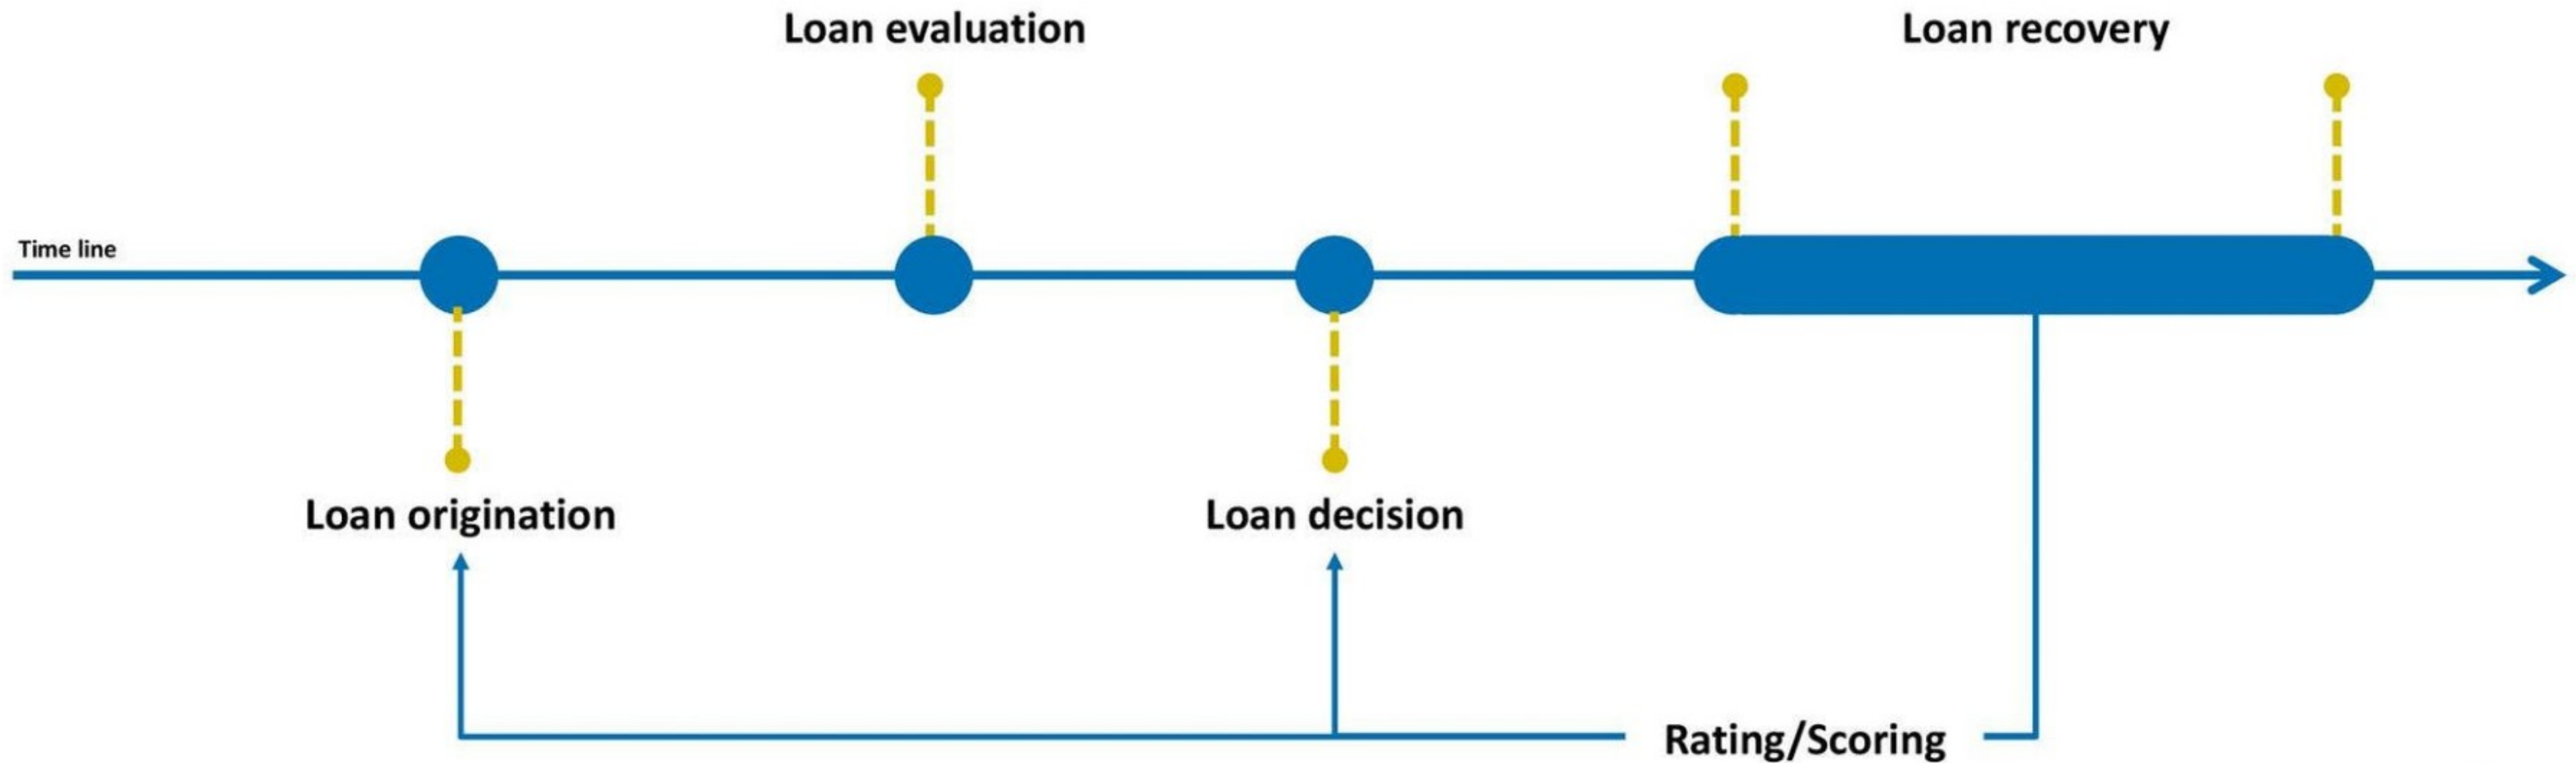 Loan evaluation
Loan recovery
Time line
Loan origination
Loan decision
Rating/Scoring